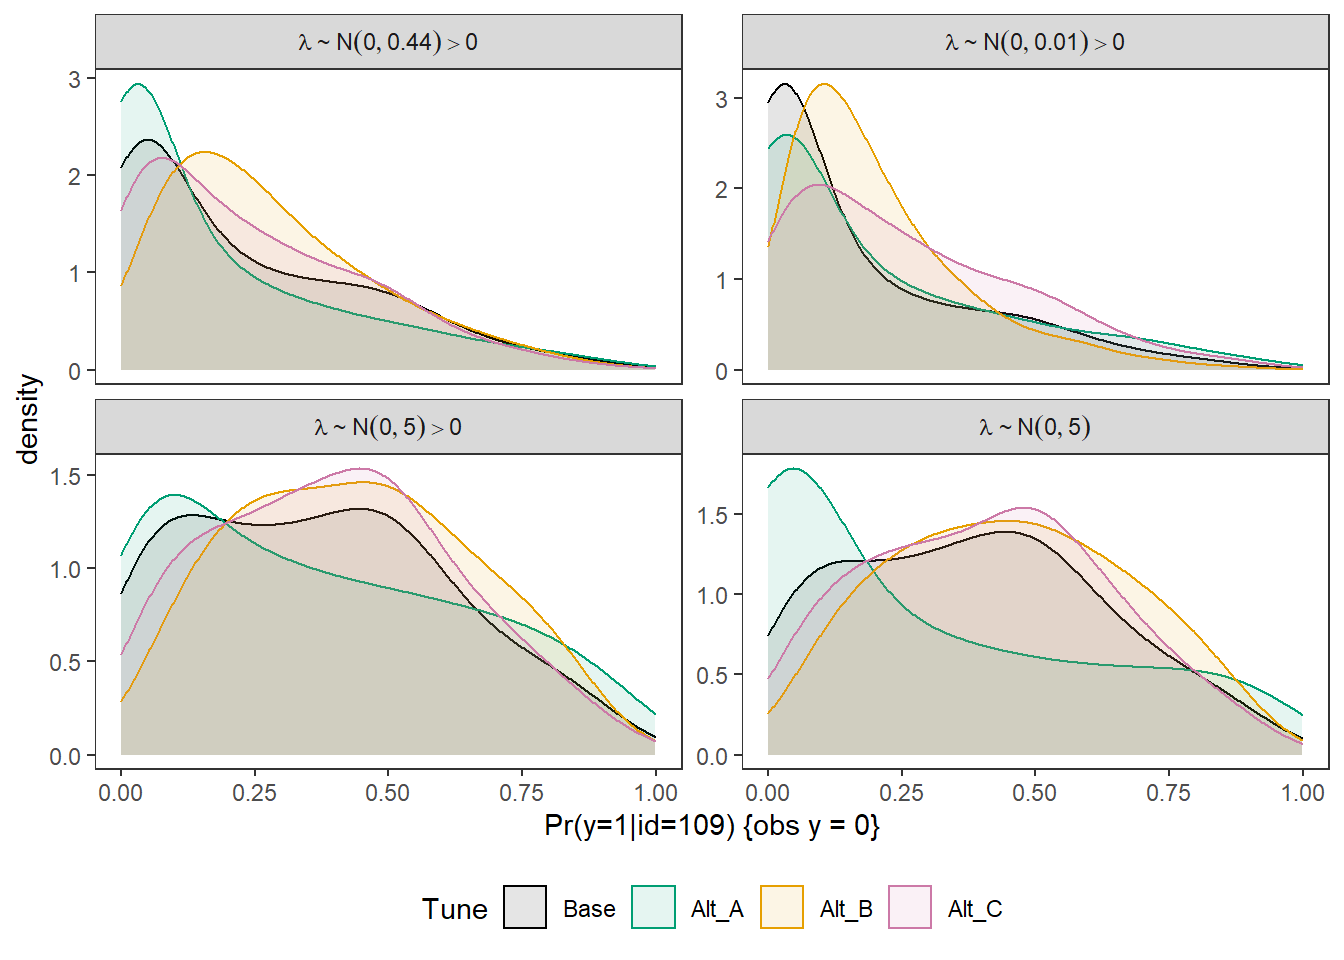 λ ~ N(0, 0.44) > 0
λ ~ N(0, 0.01) > 0
3
2
1
0
3
2
1
0
density
λ ~ N(0, 5) > 0
λ ~ N(0, 5)
1.5
1.0
0.5
0.0
1.5
1.0
0.5
0.0
0.00 0.25 0.50 0.75 1.00
0.00 0.25 0.50 0.75 1.00
Pr(y=1|id=109) {obs y = 0}
Tune Base Alt_A Alt_B Alt_C